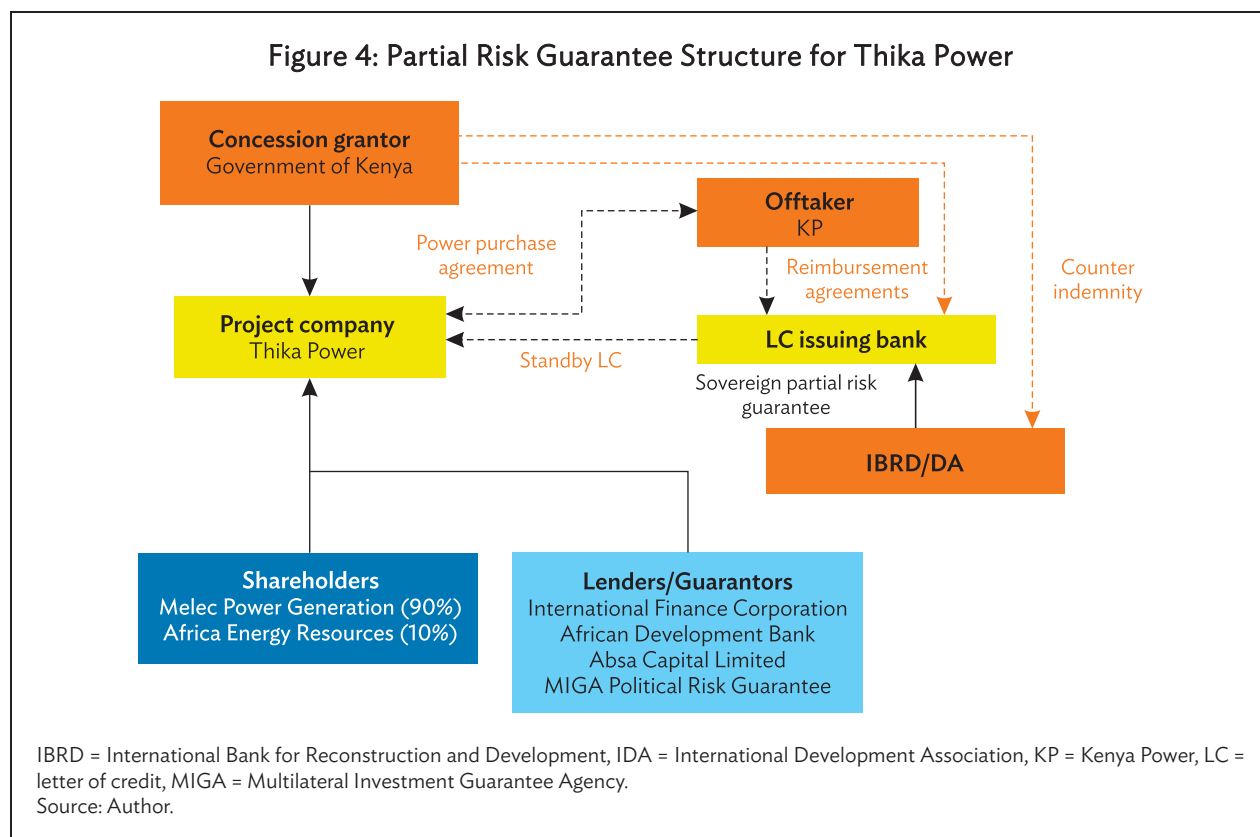 Figure 4: Partial Risk Guarantee Structure for Thika Power
Concession grantor
Government of Kenya
Offtaker
KP
Power purchase
agreement
Reimbursement
agreements
Counter
indemnity
Project company
Thika Power
LC issuing bank
Standby LC
Sovereign partial risk
guarantee
IBRD/DA
Shareholders
Melec Power Generation (90%)
Africa Energy Resources (10%)
Lenders/Guarantors
International Finance Corporation
African Development Bank
Absa Capital Limited
MIGA Political Risk Guarantee
IBRD = International Bank for Reconstruction and Development, IDA = International Development Association, KP = Kenya Power, LC =
letter of credit, MIGA = Multilateral Investment Guarantee Agency.
Source: Author.